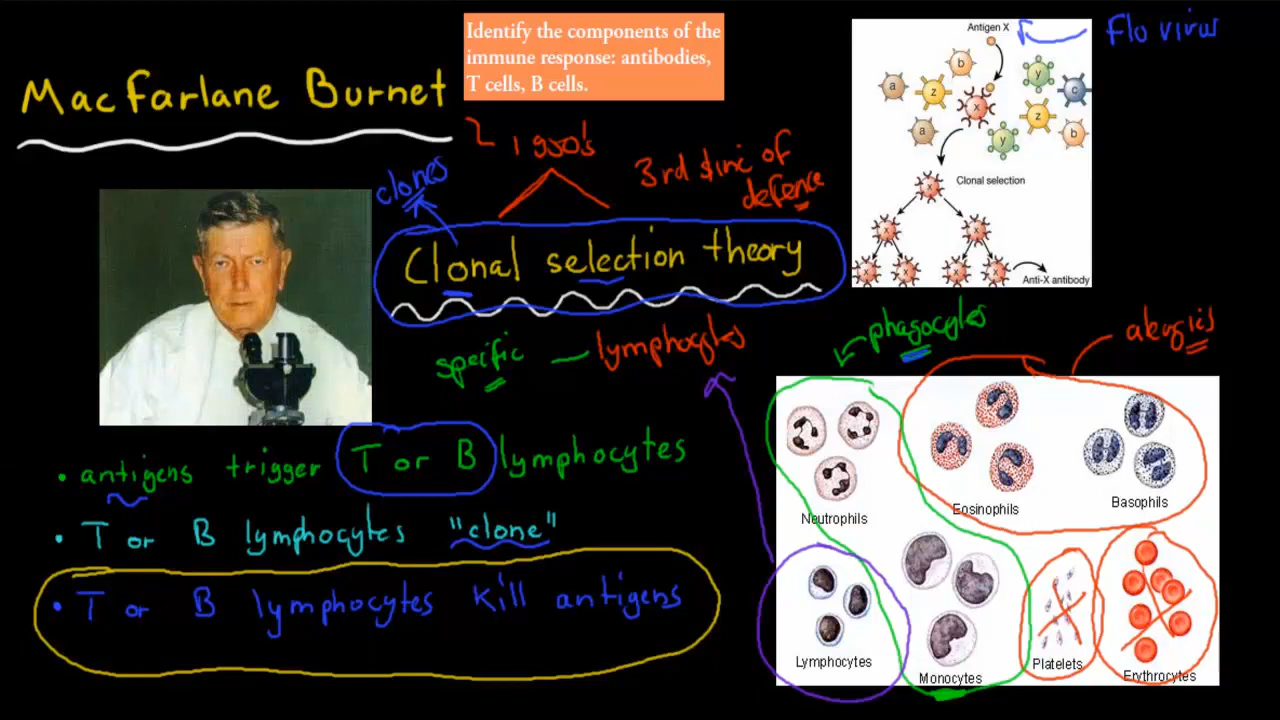 Identify the components of the
immune response: antibodies,
T cells, B cells.
MacFarlane Burnet
1900's
clones
3rd line of
defence
Clonal selection theory
specific — lymphocytes
• antigens trigger T or B lymphocytes
• T or B lymphocytes "clone"
• T or B lymphocytes kill antigens
Flu virus
Antigen X
b
y
a
z
c
x
z
a
y
b
Clonal selection
x
x
x
x
x
x
x
Anti-X antibody
phagocytes
Neutrophils
Eosinophils
Basophils
Lymphocytes
Monocytes
Platelets
Erythrocytes